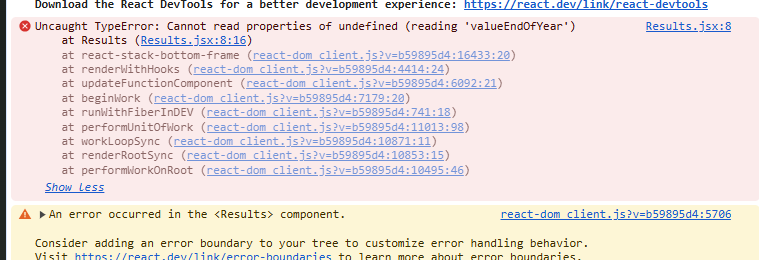 Download the React DevTools for a better development experience: https://react.dev/link/react-devtools
Uncaught TypeError: Cannot read properties of undefined (reading 'valueEndOfYear') Results.jsx:8
at Results (Results.jsx:8:16)
at react-stack-bottom-frame (react-dom_client.js?v=b59895d4:16433:20)
at renderWithHooks (react-dom_client.js?v=b59895d4:4414:24)
at updateFunctionComponent (react-dom_client.js?v=b59895d4:6092:21)
at beginWork (react-dom_client.js?v=b59895d4:7179:20)
at runWithFiberInDEV (react-dom_client.js?v=b59895d4:741:18)
at performUnitOfWork (react-dom_client.js?v=b59895d4:11013:98)
at workLoopSync (react-dom_client.js?v=b59895d4:10871:11)
at renderRootSync (react-dom_client.js?v=b59895d4:10853:15)
at performWorkOnRoot (react-dom_client.js?v=b59895d4:10495:46)
Show less
An error occurred in the <Results> component. react-dom_client.js?v=b59895d4:5706
Consider adding an error boundary to your tree to customize error handling behavior.
Visit https://react.dev/link/error-boundaries to learn more about error boundaries.